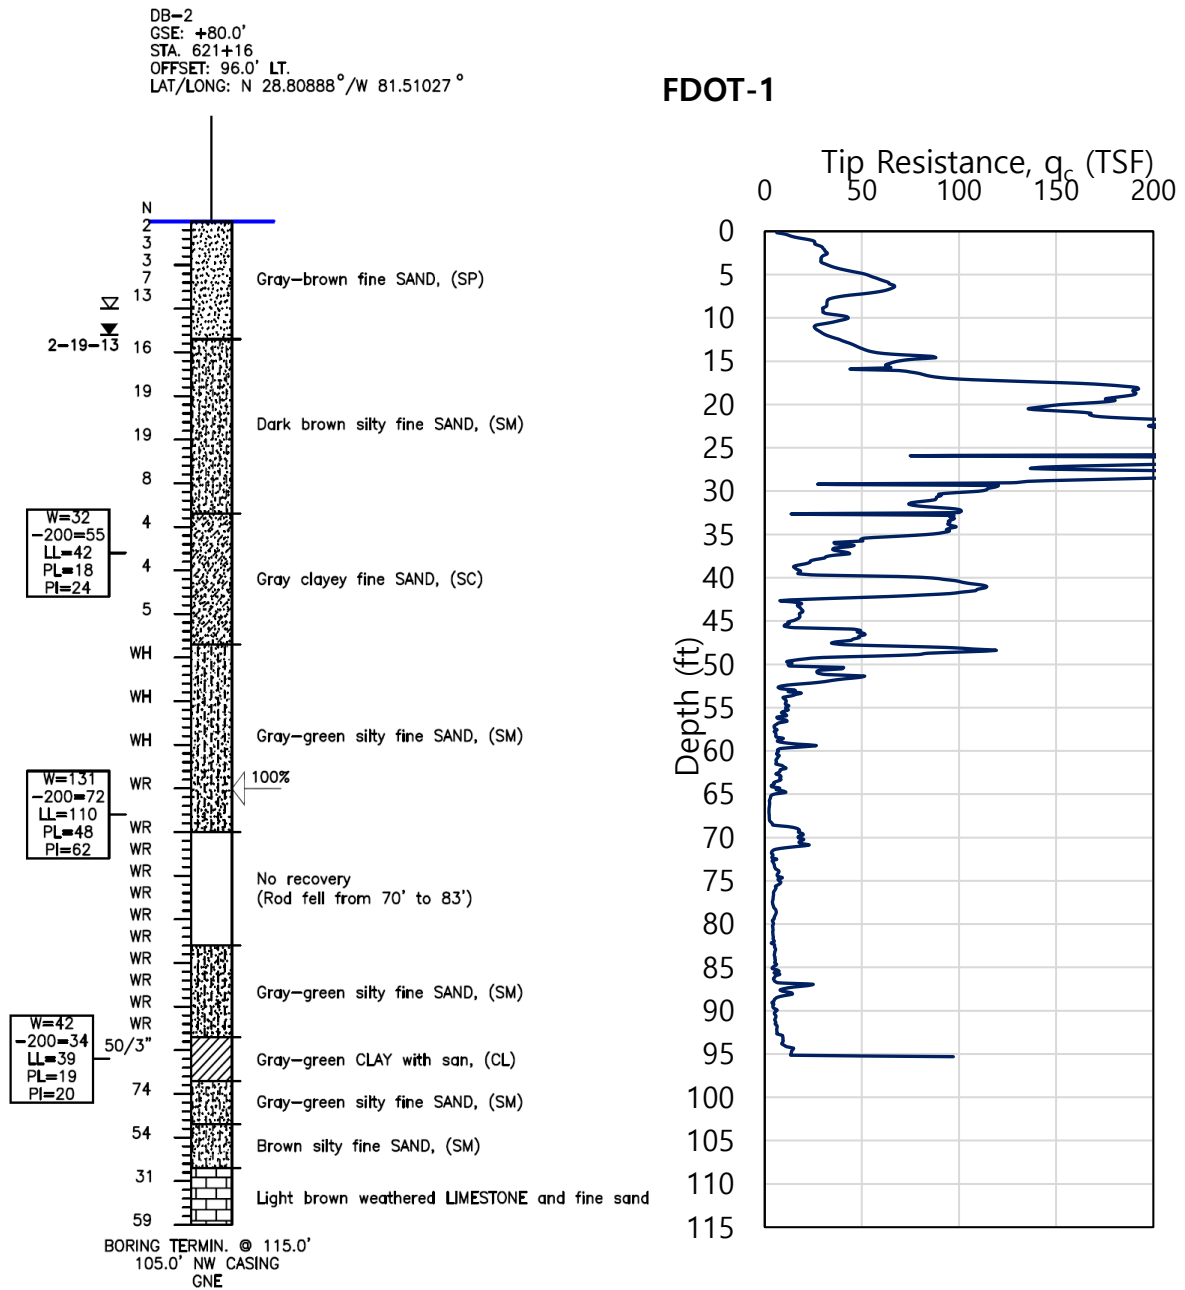 DB-2
GSE: +80.0'
STA. 621+16
OFFSET: 96.0' LT.
LAT/LONG: N 28.80888°/W 81.51027°
N
2
3
3
7
13
2-19-13
16
19
19
8
4
4
5
WH
WH
WH
WR
WR
WR
WR
WR
WR
WR
WR
WR
WR
WR
50/3"
74
54
31
59
Gray-brown fine SAND, (SP)
Dark brown silty fine SAND, (SM)
W=32
-200=55
LL=42
PL=18
PI=24
Gray clayey fine SAND, (SC)
Gray-green silty fine SAND, (SM)
100%
W=131
-200=72
LL=110
PL=48
PI=62
No recovery
(Rod fell from 70' to 83')
Gray-green silty fine SAND, (SM)
W=42
-200=34
LL=39
PL=19
PI=20
Gray-green CLAY with san, (CL)
Gray-green silty fine SAND, (SM)
Brown silty fine SAND, (SM)
Light brown weathered LIMESTONE and fine sand
BORING TERMIN. @ 115.0'
105.0' NW CASING
GNE
FDOT-1
Tip Resistance, qc (TSF)
0 50 100 150 200
Depth (ft)
0
5
10
15
20
25
30
35
40
45
50
55
60
65
70
75
80
85
90
95
100
105
110
115